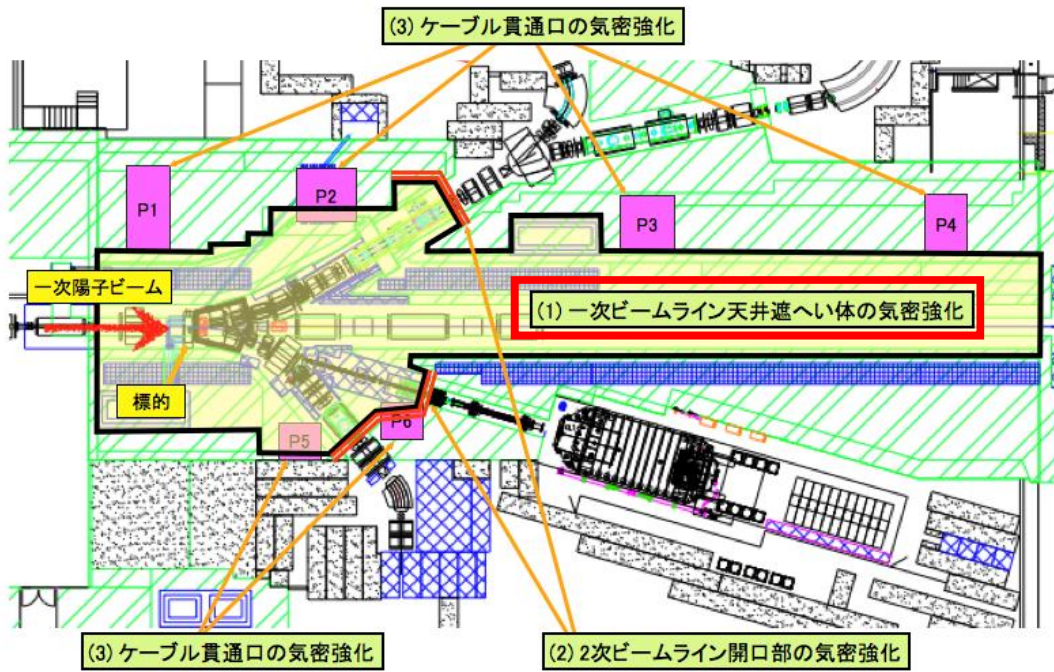 (3) ケーブル貫通口の気密強化
P1
P2
P3
P4
一次陽子ビーム
(1) 一次ビームライン天井遮へい体の気密強化
標的
P5
P6
(3) ケーブル貫通口の気密強化
(2) 2次ビームライン開口部の気密強化